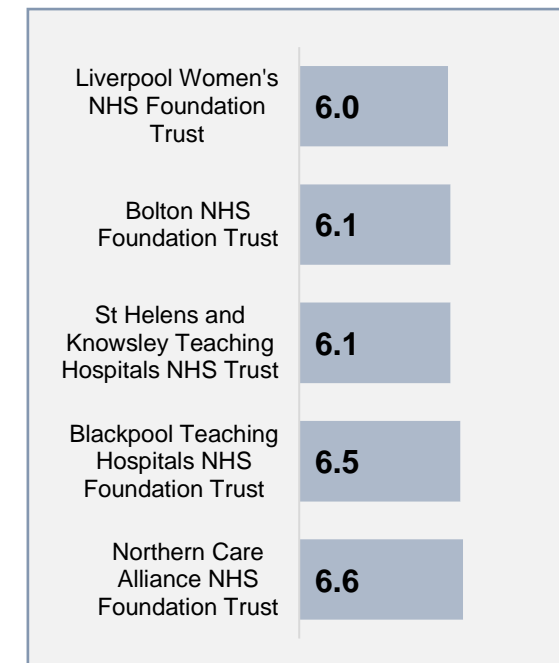 Liverpool Women's
NHS Foundation
Trust
6.0
Bolton NHS
Foundation Trust
6.1
St Helens and
Knowsley Teaching
Hospitals NHS Trust
6.1
Blackpool Teaching
Hospitals NHS
Foundation Trust
6.5
Northern Care
Alliance NHS
Foundation Trust
6.6